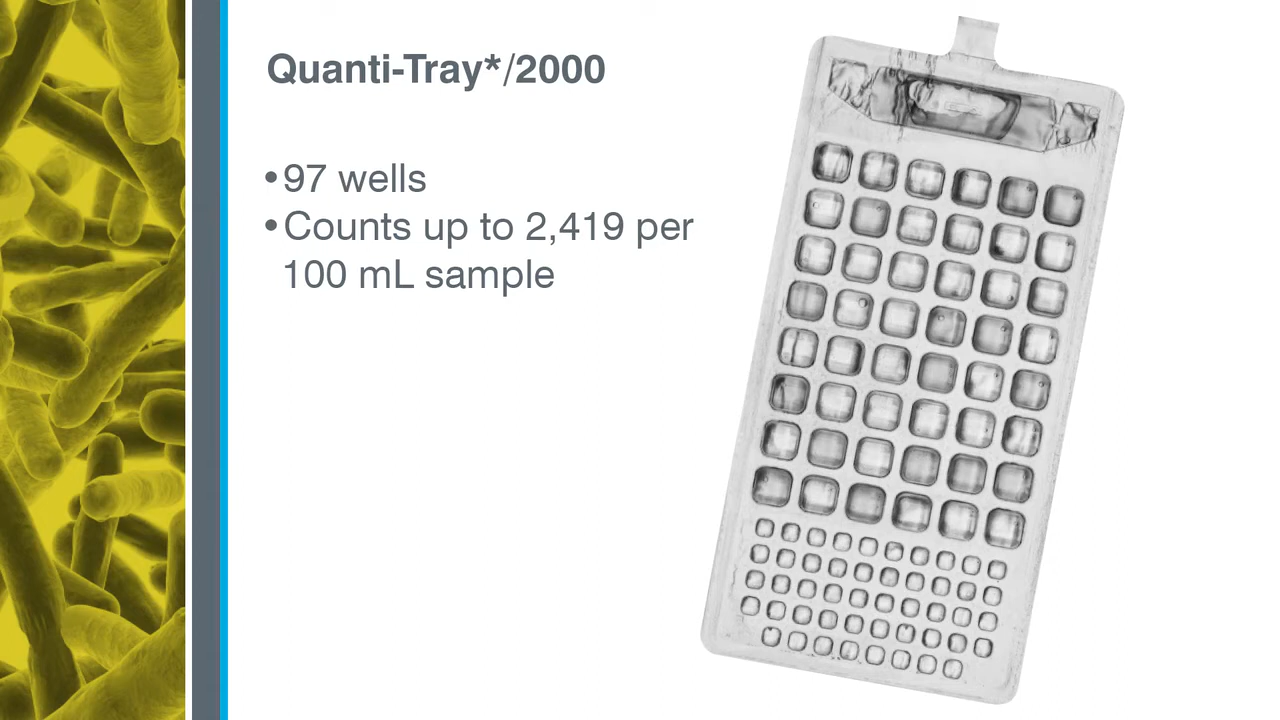 Quanti-Tray*/2000
•97 wells
•Counts up to 2,419 per
100 mL sample